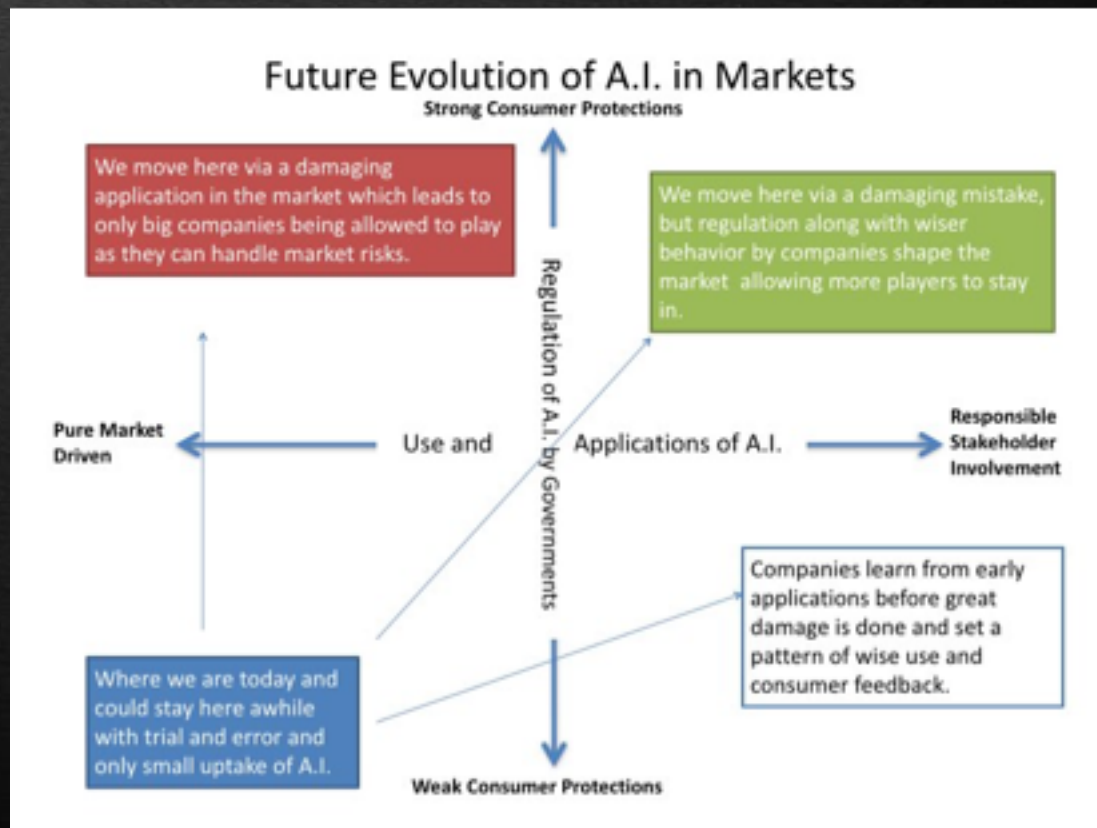 Future Evolution of A.I. in Markets
Strong Consumer Protections
We move here via a damaging
application in the market which leads to
only big companies being allowed to play
as they can handle market risks.
We move here via a damaging mistake,
but regulation along with wiser
behavior by companies shape the
market allowing more players to stay
in.
Regulation of A.I. by Governments
Pure Market
Driven
Use and Applications of A.I.
Responsible
Stakeholder
Involvement
Where we are today and
could stay here awhile
with trial and error and
only small uptake of A.I.
Companies learn from early
applications before great
damage is done and set a
pattern of wise use and
consumer feedback.
Weak Consumer Protections